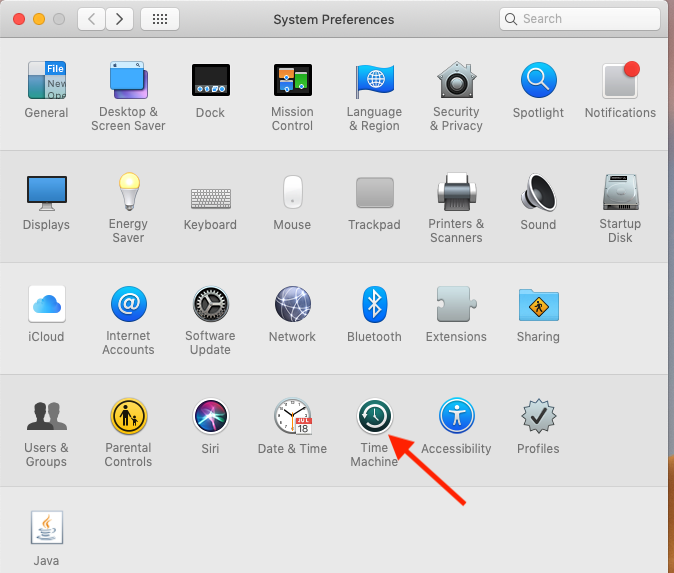 System Preferences
Search
File
New
Ope
General
Desktop &
Screen Saver
Dock
Mission
Control
Language
& Region
Security
& Privacy
Spotlight
Notifications
Displays
Energy
Saver
Keyboard
Mouse
Trackpad
Printers &
Scanners
Sound
Startup
Disk
iCloud
@
Internet
Accounts
Software
Update
Network
Bluetooth
Extensions
Sharing
Users &
Groups
Parental
Controls
Siri
JUL
18
Date & Time
Time
Machine
Accessibility
Profiles
Java